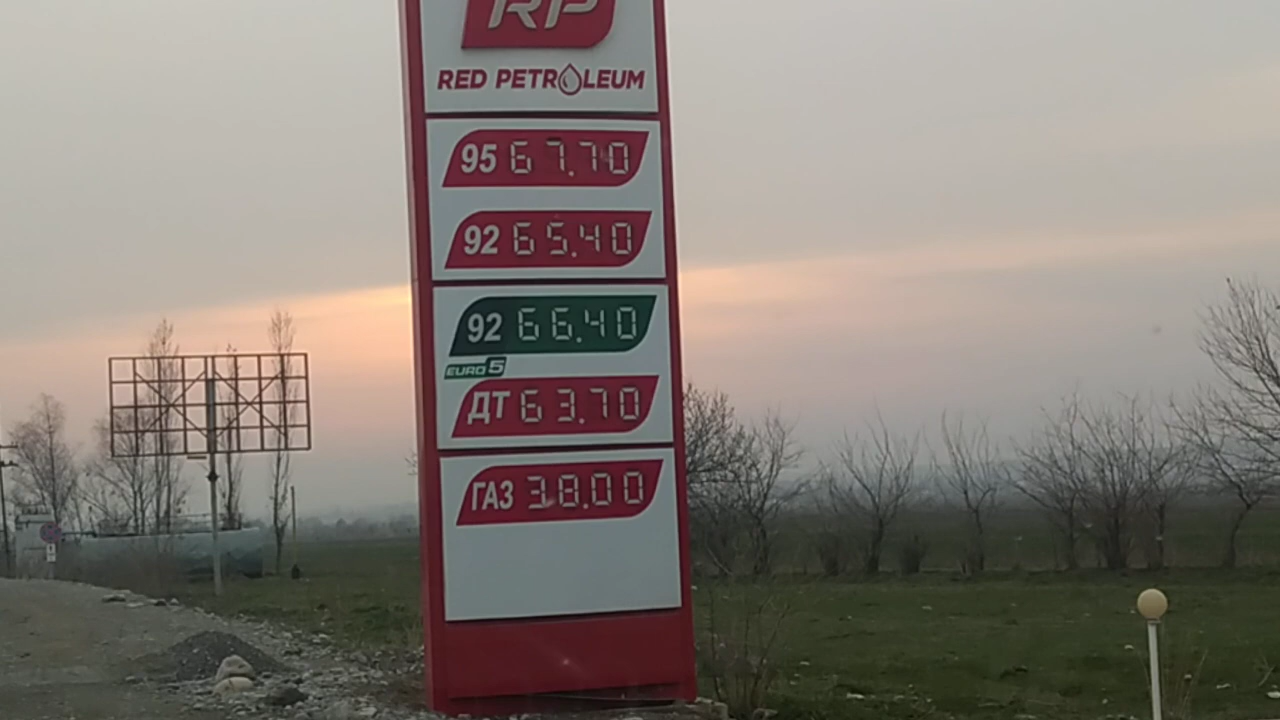 RP
RED PETROLEUM
95 67.70
92 65.40
92 66.40
EURO 5
ДТ 63.70
ГАЗ 38.00